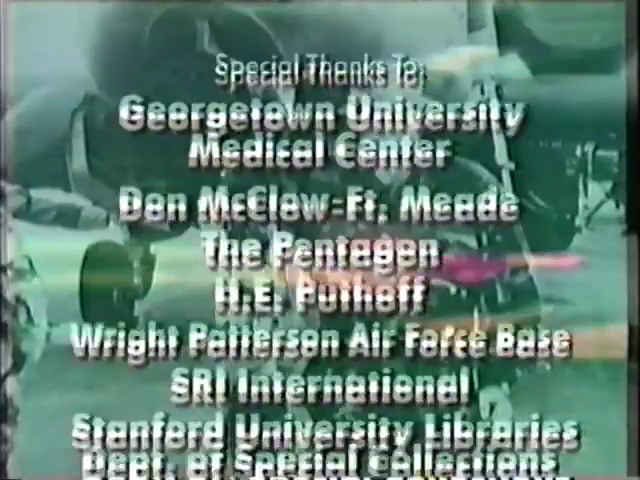 Special Thanks To:
Georgetown University
Medical Center
Don McClow-Ft. Meade
The Pentagon
H.E. Puthoff
Wright Patterson Air Force Base
SRI International
Stanford University Libraries
Dept. of Special Collections